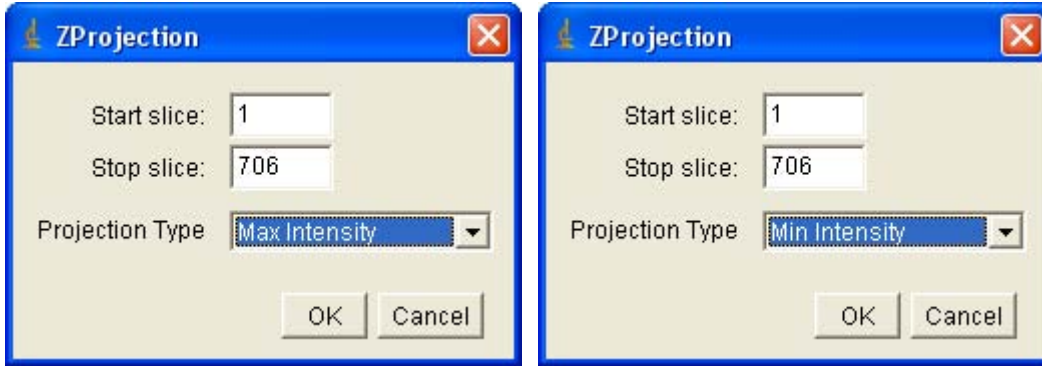 ZProjection
Start slice: 1
Stop slice: 706
Projection Type Max Intensity
OK Cancel
ZProjection
Start slice: 1
Stop slice: 706
Projection Type Min Intensity
OK Cancel